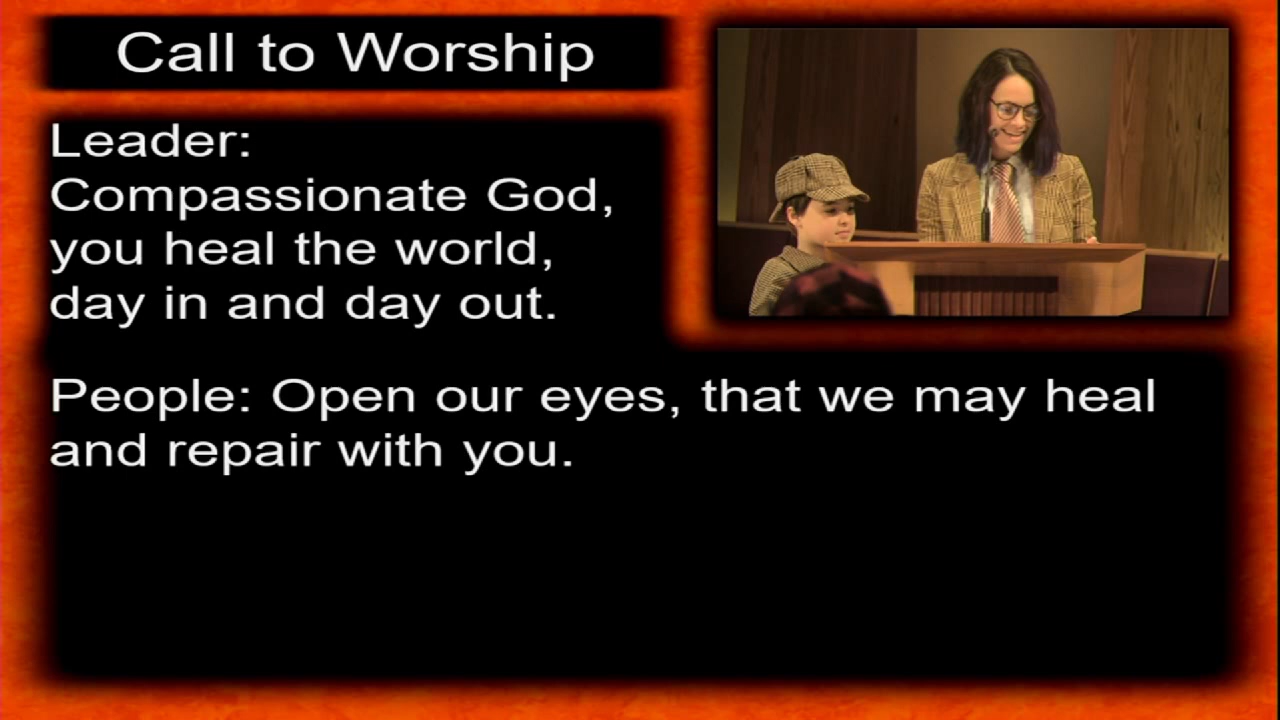 Call to Worship
Leader:
Compassionate God,
you heal the world,
day in and day out.
People: Open our eyes, that we may heal
and repair with you.